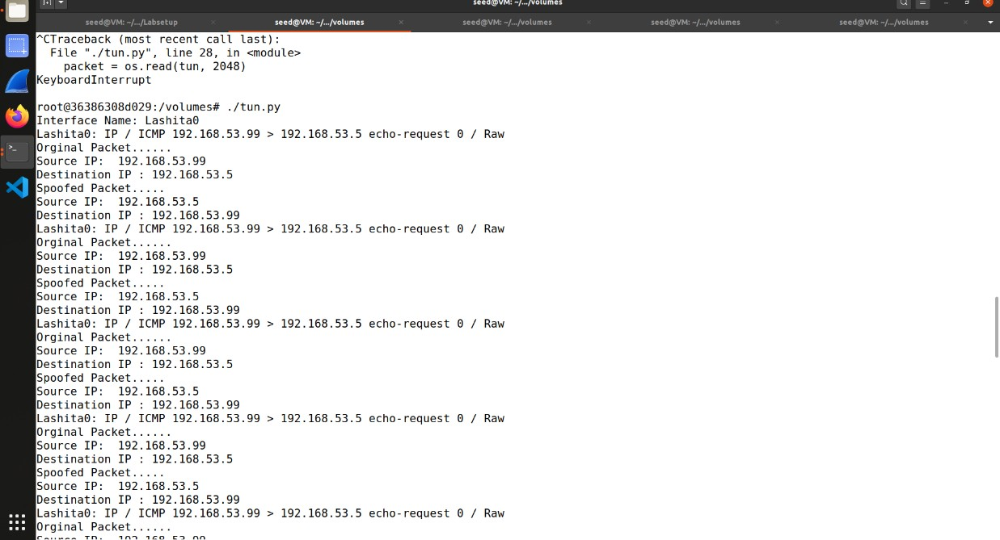 seed@VM: ~/.../volumes
seed@VM: ~/.../Labsetup
seed@VM: ~/.../volumes
seed@VM: ~/.../volumes
seed@VM: ~/.../volumes
seed@VM: ~/.../volumes
^CTraceback (most recent call last):
  File "./tun.py", line 28, in <module>
    packet = os.read(tun, 2048)
KeyboardInterrupt
root@36386308d029:/volumes# ./tun.py
Interface Name: Lashita0
Lashita0: IP / ICMP 192.168.53.99 > 192.168.53.5 echo-request 0 / Raw
Orginal Packet......
Source IP:  192.168.53.99
Destination IP : 192.168.53.5
Spoofed Packet.....
Source IP:  192.168.53.5
Destination IP : 192.168.53.99
Lashita0: IP / ICMP 192.168.53.99 > 192.168.53.5 echo-request 0 / Raw
Orginal Packet......
Source IP:  192.168.53.99
Destination IP : 192.168.53.5
Spoofed Packet.....
Source IP:  192.168.53.5
Destination IP : 192.168.53.99
Lashita0: IP / ICMP 192.168.53.99 > 192.168.53.5 echo-request 0 / Raw
Orginal Packet......
Source IP:  192.168.53.99
Destination IP : 192.168.53.5
Spoofed Packet.....
Source IP:  192.168.53.5
Destination IP : 192.168.53.99
Lashita0: IP / ICMP 192.168.53.99 > 192.168.53.5 echo-request 0 / Raw
Orginal Packet......
Source IP:  192.168.53.99
Destination IP : 192.168.53.5
Spoofed Packet.....
Source IP:  192.168.53.5
Destination IP : 192.168.53.99
Lashita0: IP / ICMP 192.168.53.99 > 192.168.53.5 echo-request 0 / Raw
Orginal Packet......
Source IP:  192.168.53.99